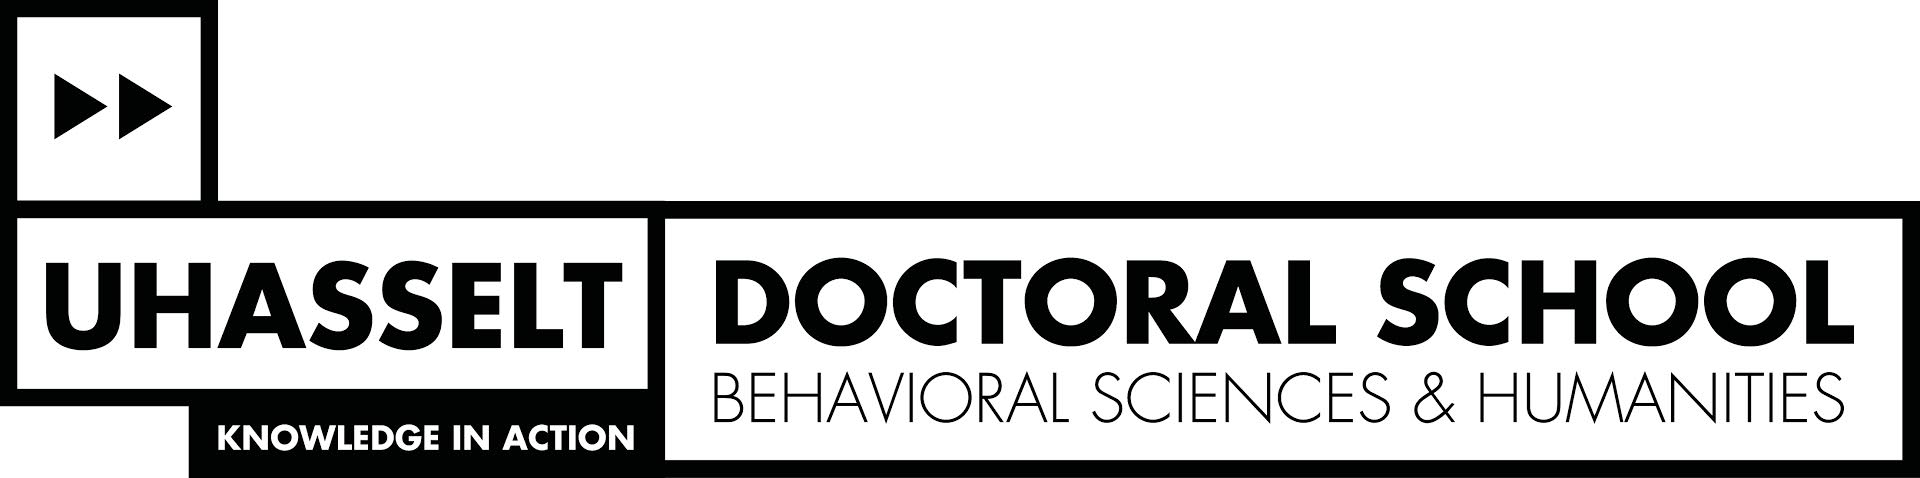 UHASSELT
KNOWLEDGE IN ACTION
DOCTORAL SCHOOL
BEHAVIORAL SCIENCES & HUMANITIES